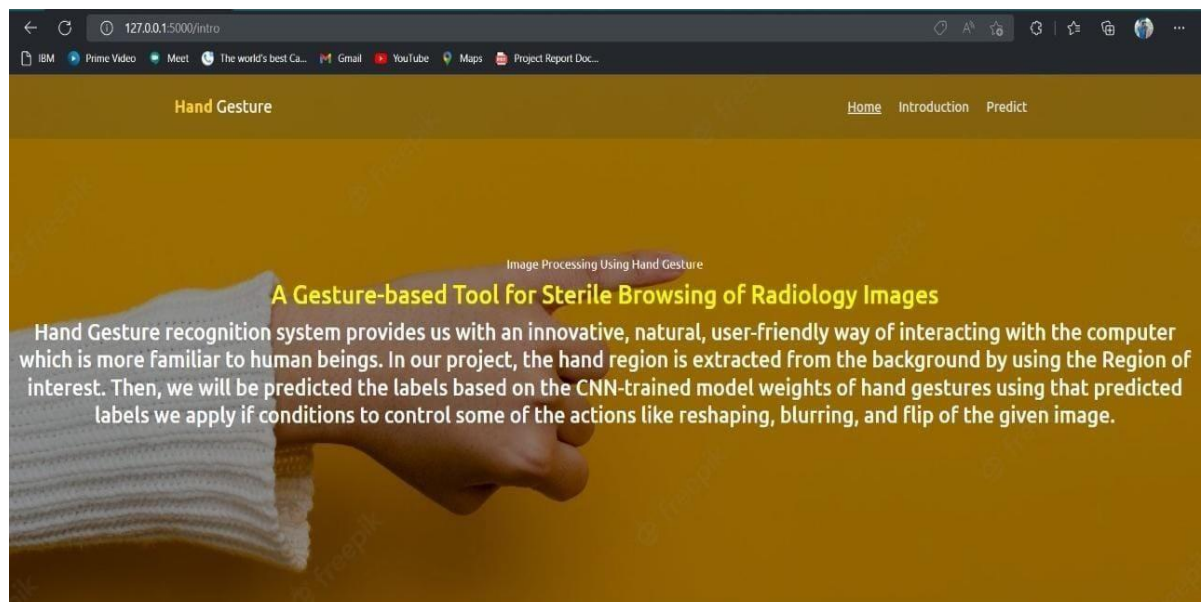 127.0.0.1:5000/intro
IBM Prime Video Meet The world's best Ca... Gmail YouTube Maps Project Report Doc...
Hand Gesture Home Introduction Predict
Image Processing Using Hand Gesture
A Gesture-based Tool for Sterile Browsing of Radiology Images
Hand Gesture recognition system provides us with an innovative, natural, user-friendly way of interacting with the computer
which is more familiar to human beings. In our project, the hand region is extracted from the background by using the Region of
interest. Then, we will be predicted the labels based on the CNN-trained model weights of hand gestures using that predicted
labels we apply if conditions to control some of the actions like reshaping, blurring, and flip of the given image.
freepik
freepik
freepik